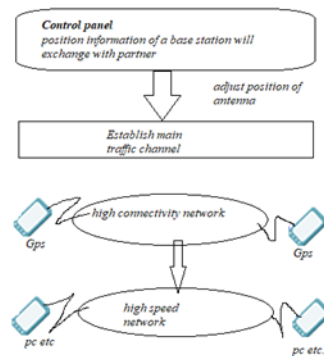 Control panel
position information of a base station will
exchange with partner
adjust position of
antenna
Establish main
traffic channel
high connectivity network
Gps
Gps
high speed
network
pc etc
pc etc.